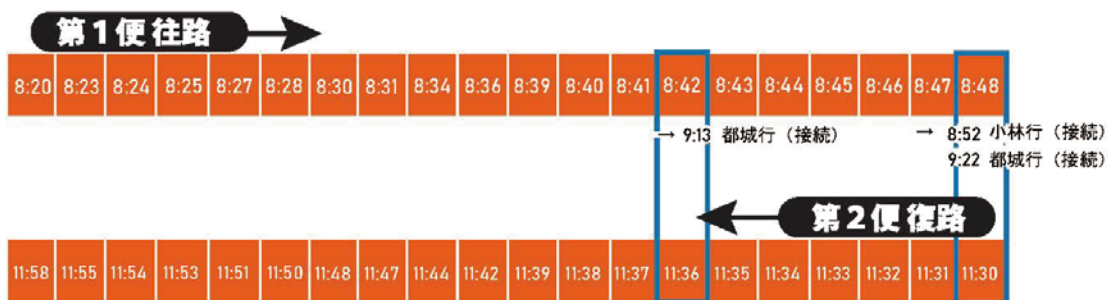 第1便 往路
8:20 8:23 8:24 8:25 8:27 8:28 8:30 8:31 8:34 8:36 8:39 8:40 8:41 8:42 8:43 8:44 8:45 8:46 8:47 8:48
→ 9:13 都城行（接続） → 8:52 小林行（接続）
9:22 都城行（接続）
第2便 復路
11:58 11:55 11:54 11:53 11:51 11:50 11:48 11:47 11:44 11:42 11:39 11:38 11:37 11:36 11:35 11:34 11:33 11:32 11:31 11:30